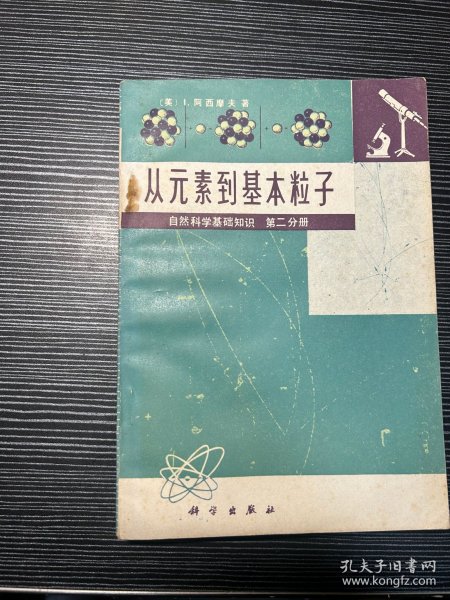 〔美〕I.阿西摩夫 著
从元素到基本粒子
自然科学基础知识 第二分册
科学出版社
孔夫子旧书网
www.kongfz.com